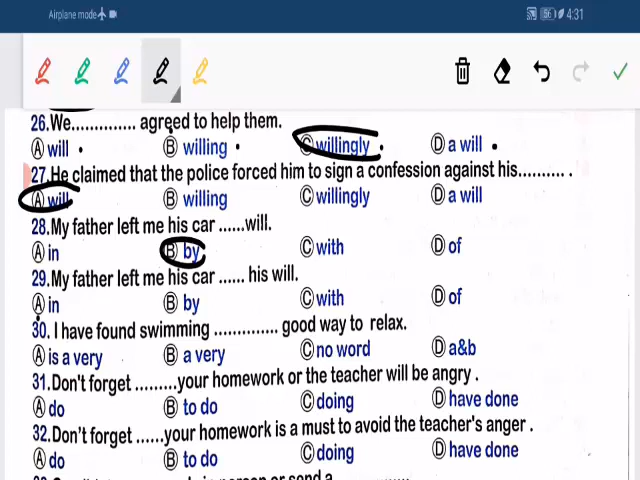 Airplane mode 56 4:31
26.We.............. agreed to help them.
Ⓐ will Ⓑ willing Ⓒ willingly Ⓓ a will
27.He claimed that the police forced him to sign a confession against his.......... .
Ⓐ will Ⓑ willing Ⓒ willingly Ⓓ a will
28.My father left me his car ......will.
Ⓐ in Ⓑ by Ⓒ with Ⓓ of
29.My father left me his car ...... his will.
Ⓐ in Ⓑ by Ⓒ with Ⓓ of
30. I have found swimming .............. good way to relax.
Ⓐ is a very Ⓑ a very Ⓒ no word Ⓓ a&b
31.Don't forget .........your homework or the teacher will be angry .
Ⓐ do Ⓑ to do Ⓒ doing Ⓓ have done
32.Don't forget ......your homework is a must to avoid the teacher's anger .
Ⓐ do Ⓑ to do Ⓒ doing Ⓓ have done